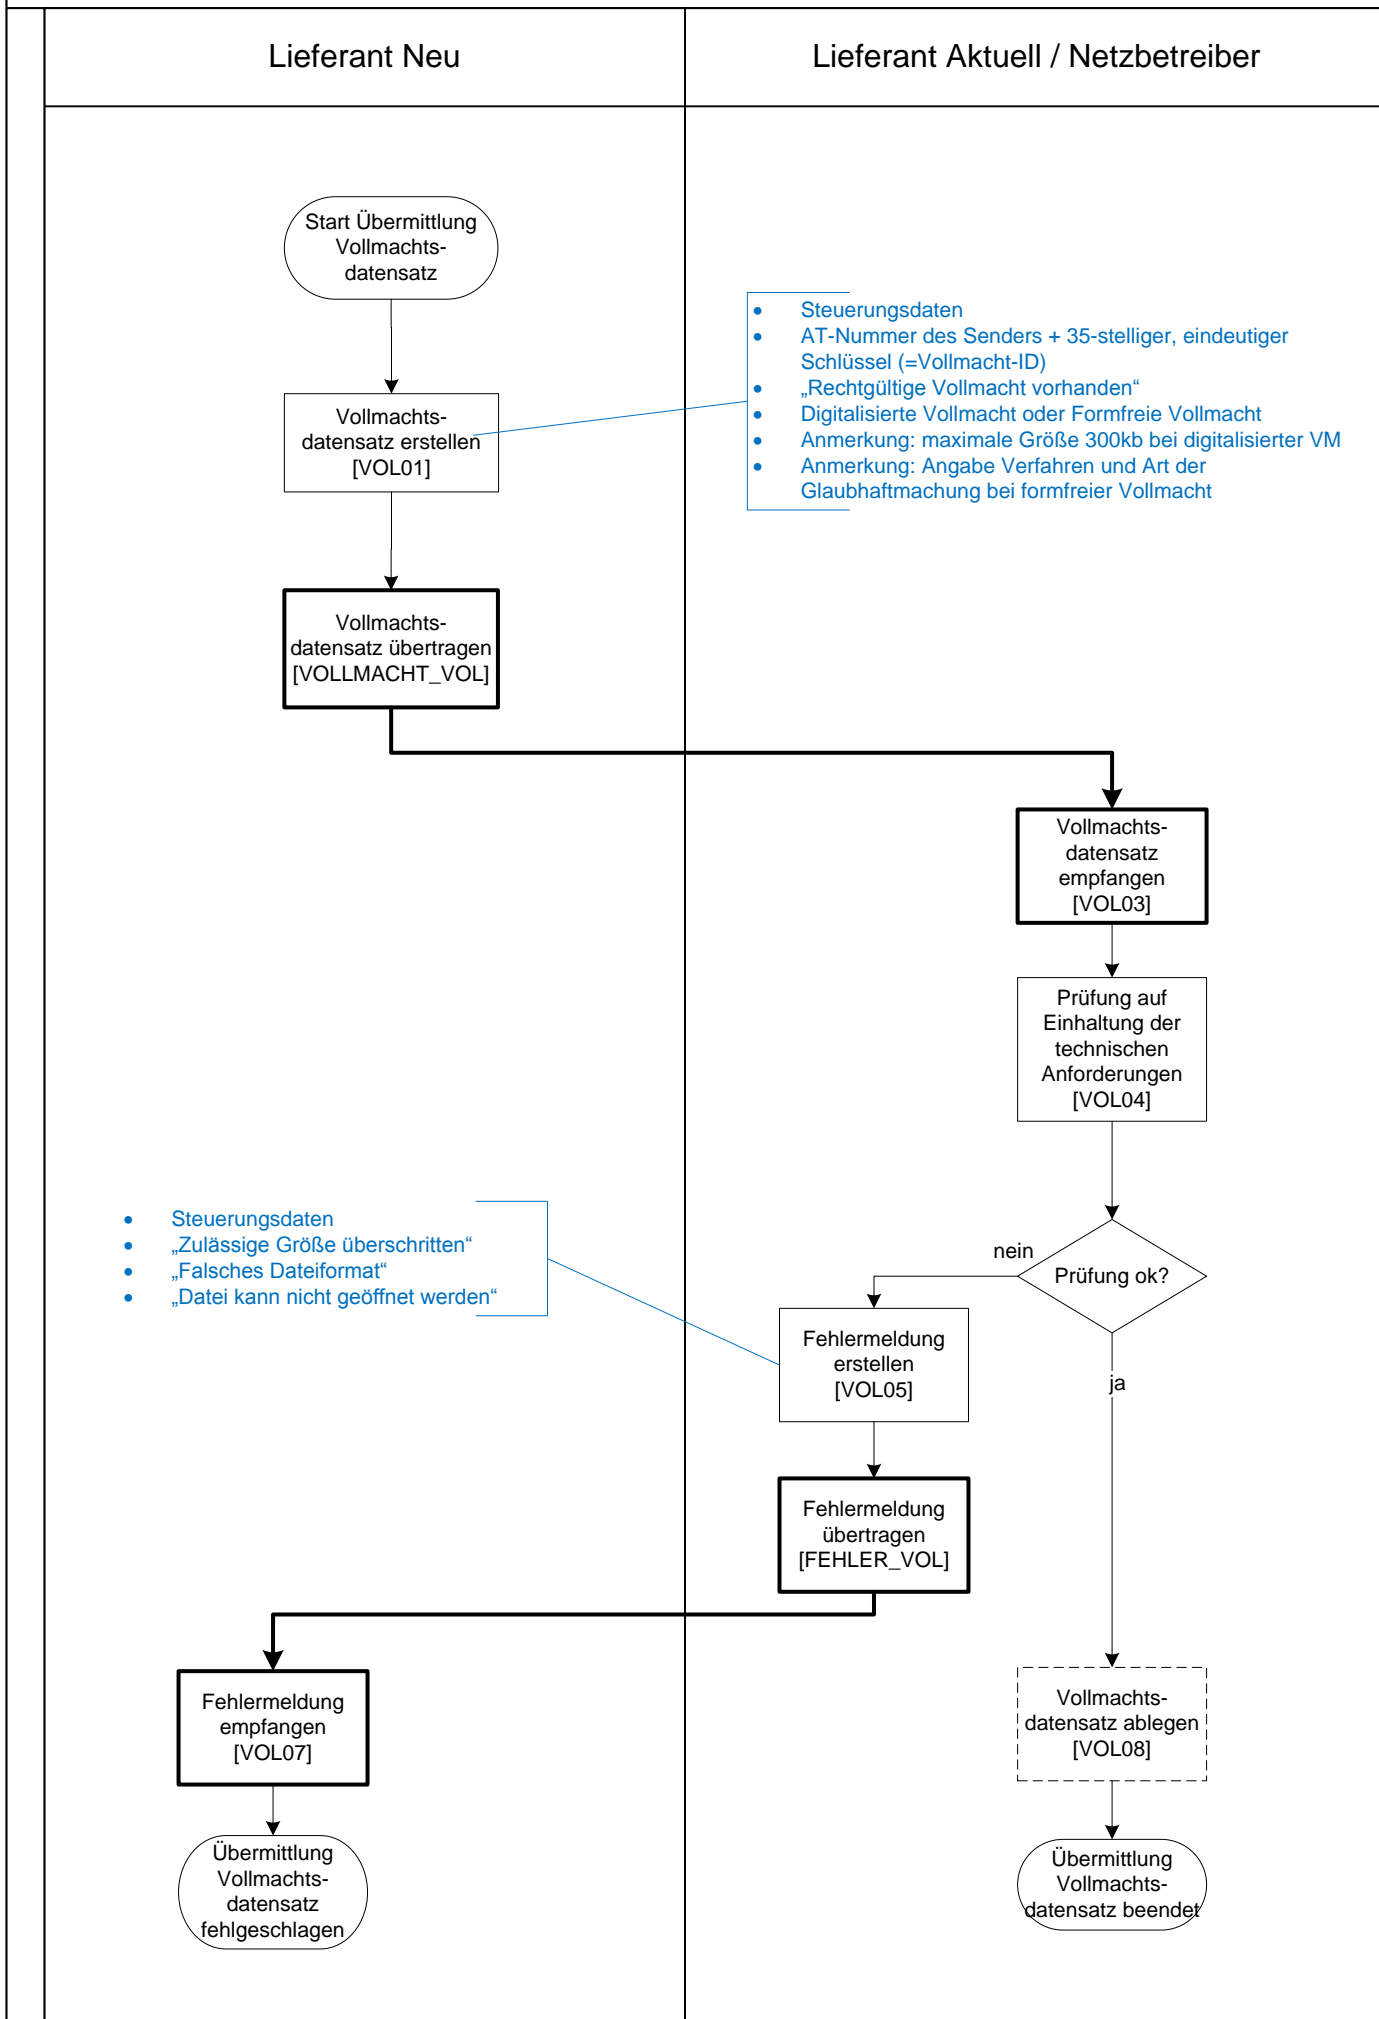 Lieferant Neu
Lieferant Aktuell / Netzbetreiber
Start Übermittlung
Vollmachts-
datensatz
• Steuerungsdaten
• AT-Nummer des Senders + 35-stelliger, eindeutiger
Schlüssel (=Vollmacht-ID)
• „Rechtgültige Vollmacht vorhanden“
• Digitalisierte Vollmacht oder Formfreie Vollmacht
• Anmerkung: maximale Größe 300kb bei digitalisierter VM
• Anmerkung: Angabe Verfahren und Art der
Glaubhaftmachung bei formfreier Vollmacht
Vollmachts-
datensatz erstellen
[VOL01]
Vollmachts-
datensatz übertragen
[VOLLMACHT_VOL]
Vollmachts-
datensatz
empfangen
[VOL03]
Prüfung auf
Einhaltung der
technischen
Anforderungen
[VOL04]
• Steuerungsdaten
• „Zulässige Größe überschritten“
• „Falsches Dateiformat“
• „Datei kann nicht geöffnet werden“
nein
Prüfung ok?
ja
Fehlermeldung
erstellen
[VOL05]
Fehlermeldung
übertragen
[FEHLER_VOL]
Fehlermeldung
empfangen
[VOL07]
Vollmachts-
datensatz ablegen
[VOL08]
Übermittlung
Vollmachts-
datensatz
fehlgeschlagen
Übermittlung
Vollmachts-
datensatz beendet